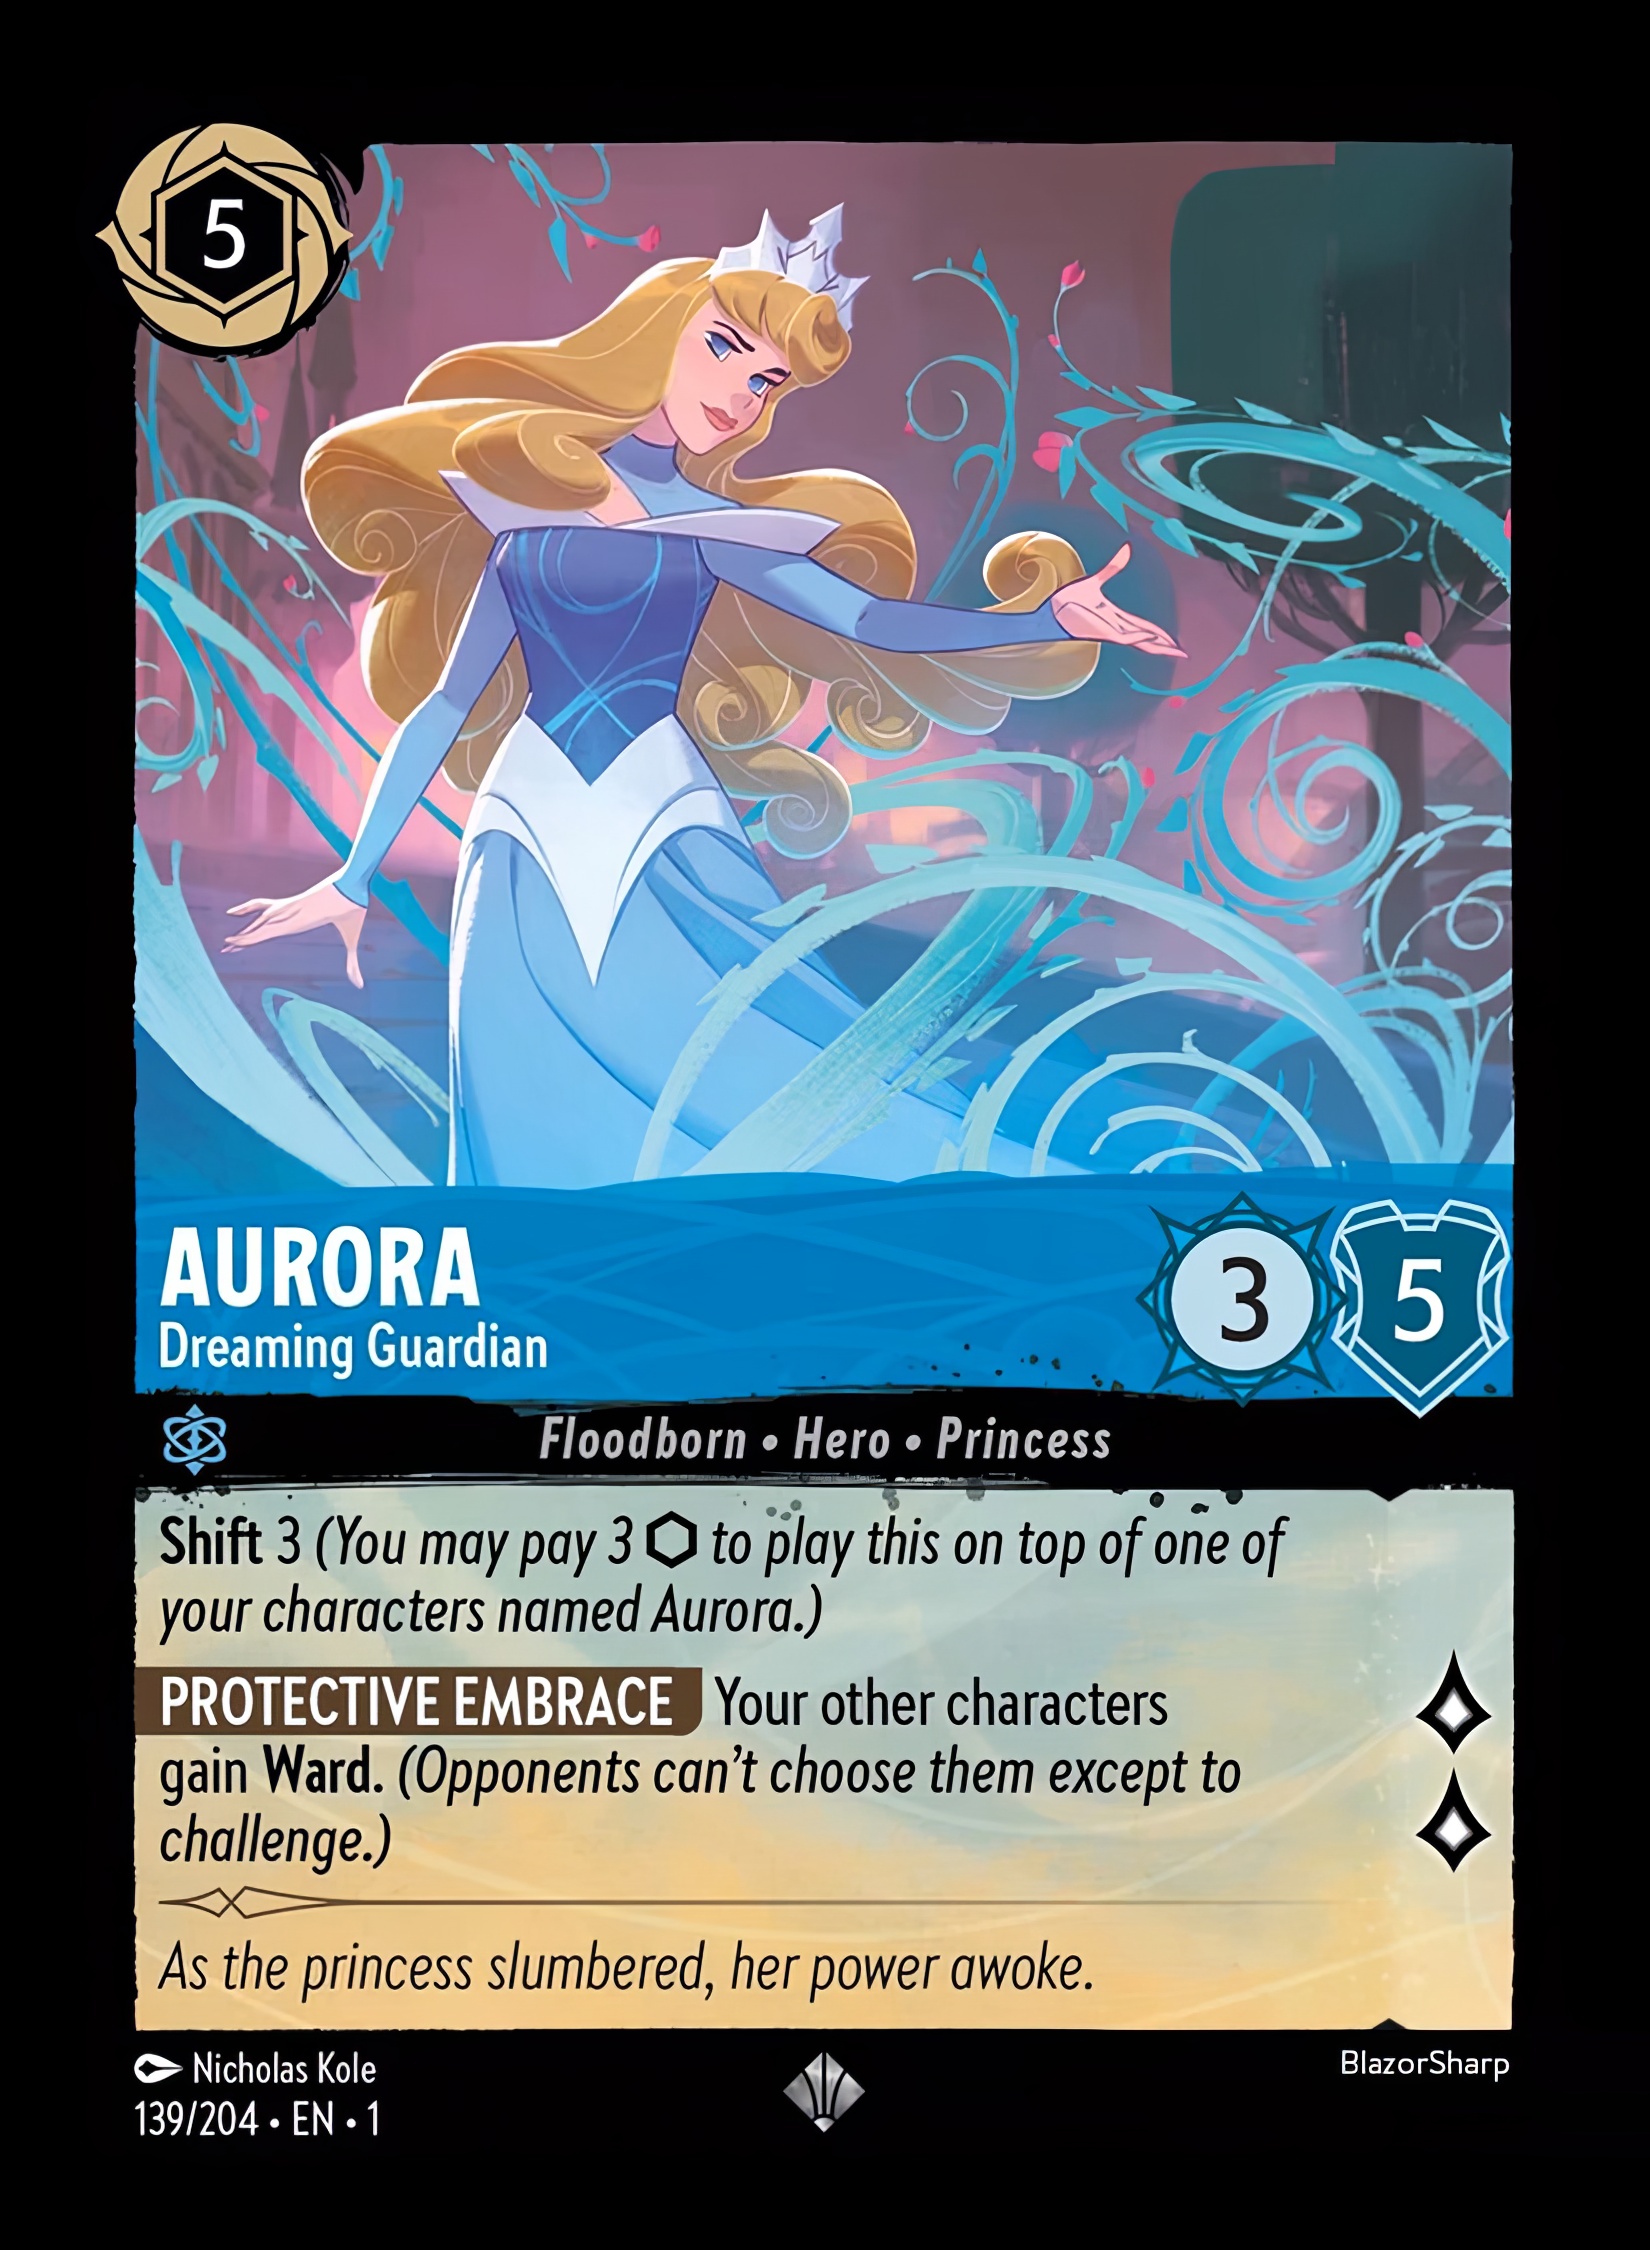 5
AURORA
Dreaming Guardian
3
5
Floodborn • Hero • Princess
Shift 3 (You may pay 3 ⬡ to play this on top of one of
your characters named Aurora.)
PROTECTIVE EMBRACE Your other characters
gain Ward. (Opponents can’t choose them except to
challenge.)
As the princess slumbered, her power awoke.
Nicholas Kole
BlazorSharp
139/204 • EN • 1